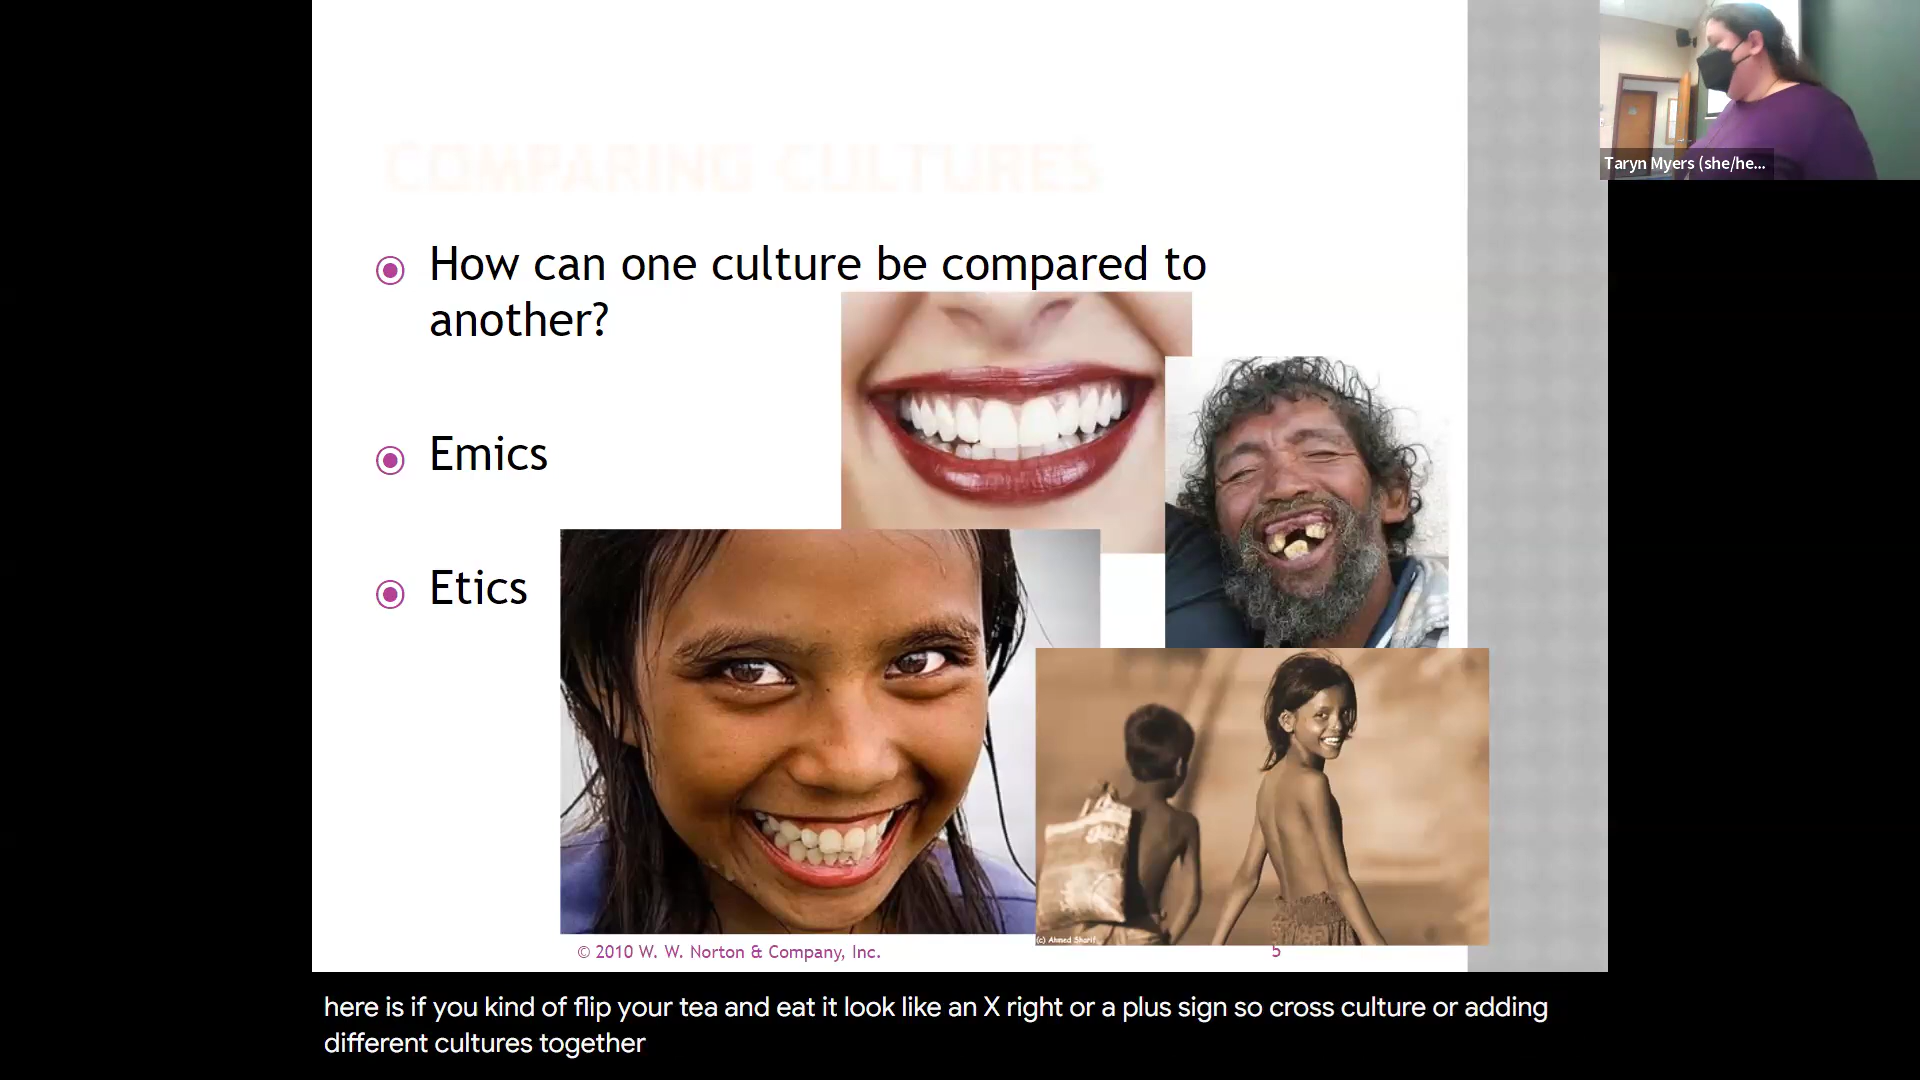 Taryn Myers (she/he...
COMPARING CULTURES
How can one culture be compared to
another?
Emics
Etics
(c) Ahmed Sharif
© 2010 W. W. Norton & Company, Inc.
5
here is if you kind of flip your tea and eat it look like an X right or a plus sign so cross culture or adding
different cultures together